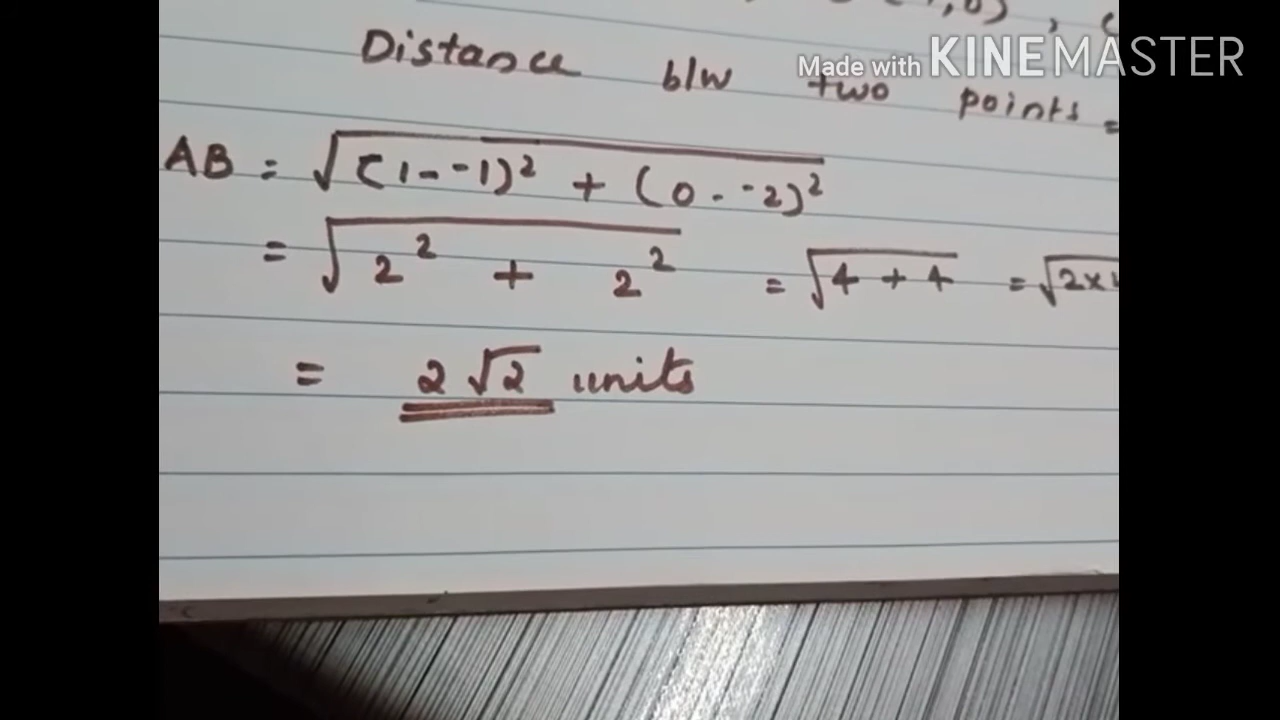 Made with KINEMASTER
Distance b/w two points =
AB = √(1--1)² + (0--2)²
= √2² + 2² = √4 + 4 = √2×
= 2√2 units